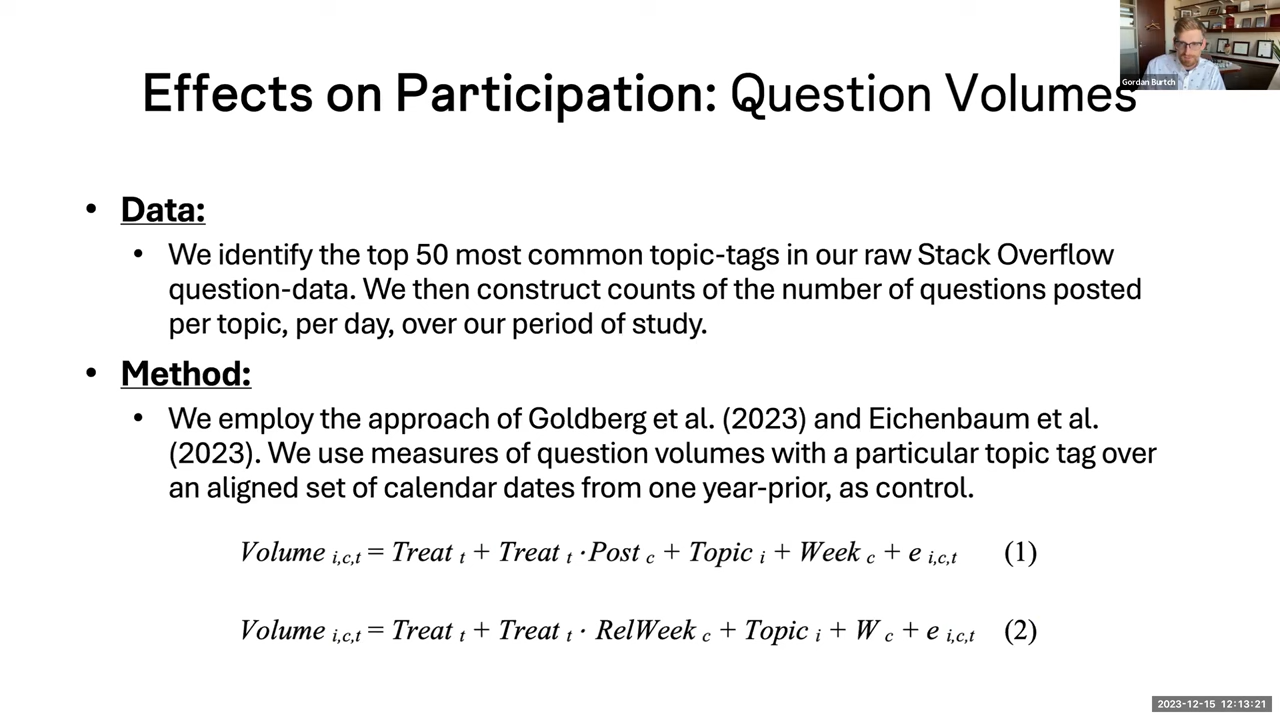 Gordan Burtch
Effects on Participation: Question Volumes
• Data:
• We identify the top 50 most common topic-tags in our raw Stack Overflow
question-data. We then construct counts of the number of questions posted
per topic, per day, over our period of study.
• Method:
• We employ the approach of Goldberg et al. (2023) and Eichenbaum et al.
(2023). We use measures of question volumes with a particular topic tag over
an aligned set of calendar dates from one year-prior, as control.
Volume i,c,t = Treat t + Treat t · Post c + Topic i + Week c + e i,c,t (1)
Volume i,c,t = Treat t + Treat t · RelWeek c + Topic i + W c + e i,c,t (2)
2023-12-15 12:13:21